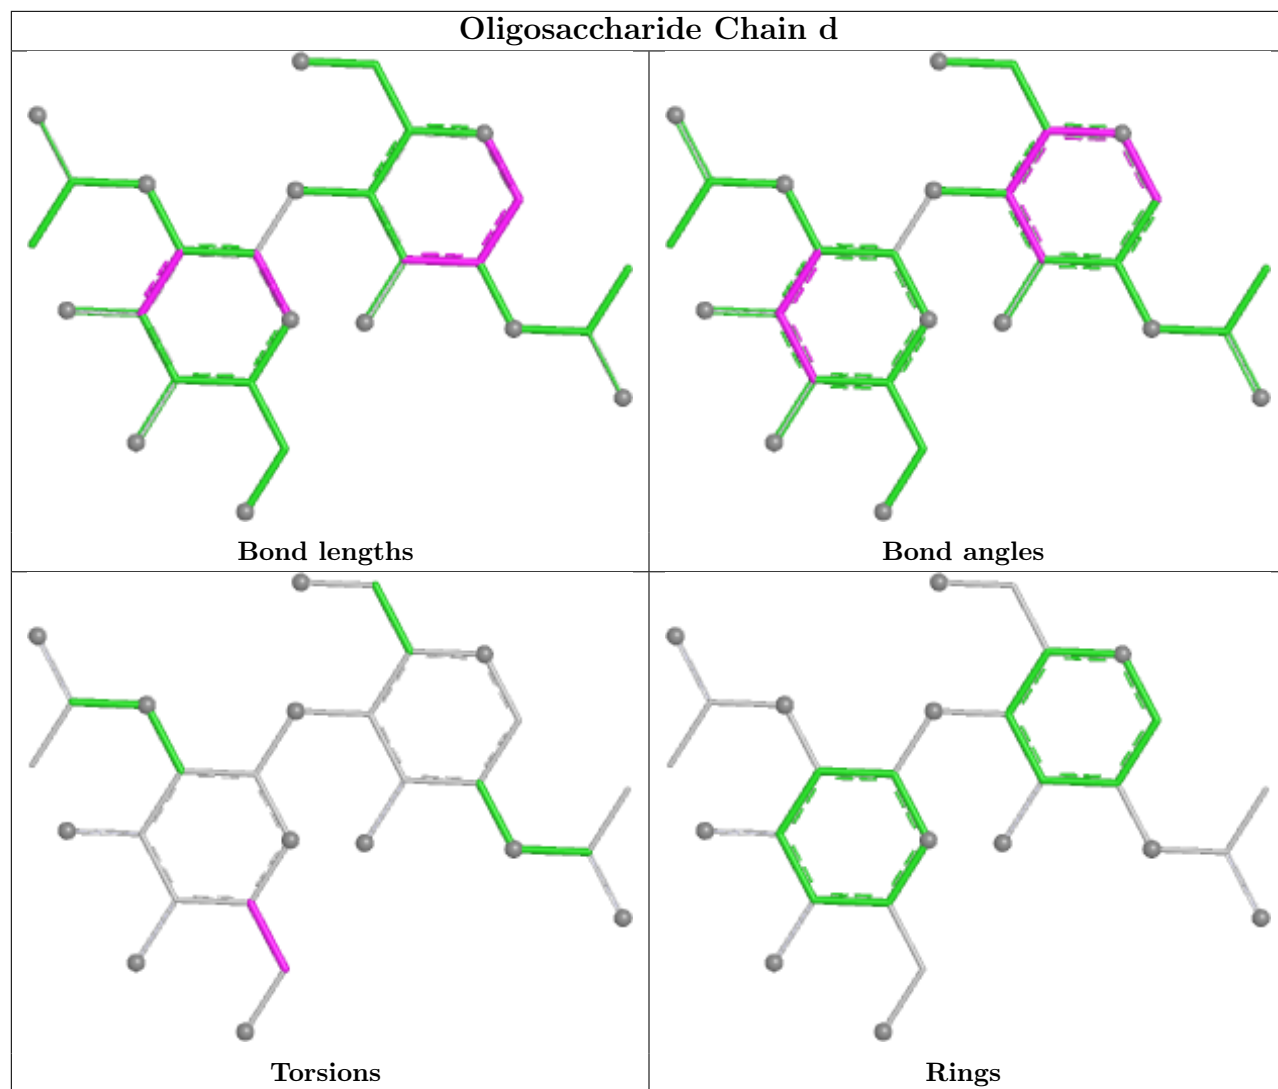 Oligosaccharide Chain d
Bond lengths
Bond angles
Torsions
Rings